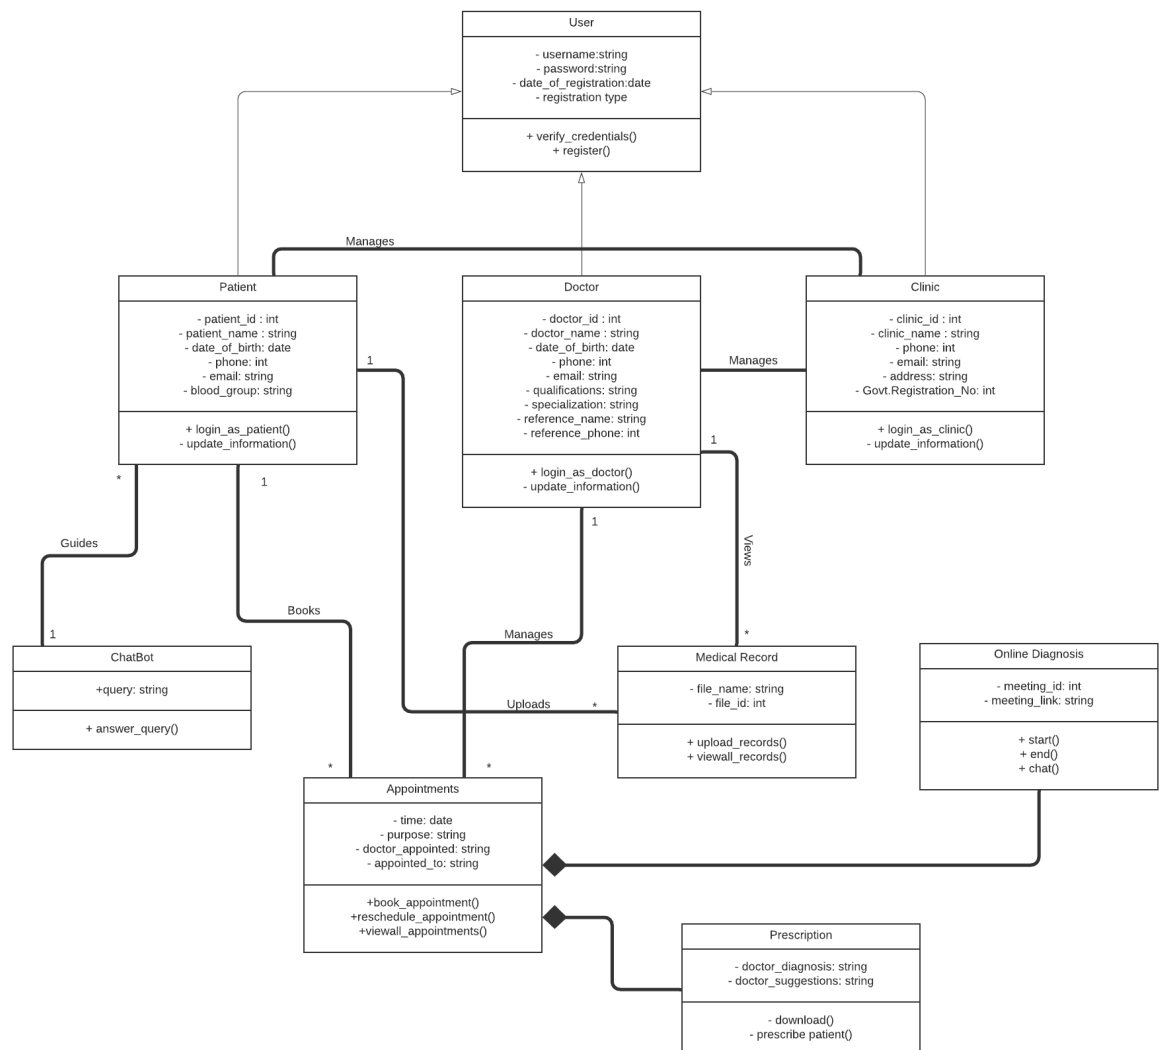 User
- username:string
- password:string
- date_of_registration:date
- registration type
+ verify_credentials()
+ register()
Manages
Patient
- patient_id : int
- patient_name : string
- date_of_birth: date
- phone: int
- email: string
- blood_group: string
+ login_as_patient()
- update_information()
Doctor
- doctor_id : int
- doctor_name : string
- date_of_birth: date
- phone: int
- email: string
- qualifications: string
- specialization: string
- reference_name: string
- reference_phone: int
+ login_as_doctor()
- update_information()
Manages
Clinic
- clinic_id : int
- clinic_name : string
- phone: int
- email: string
- address: string
- Govt.Registration_No: int
+ login_as_clinic()
- update_information()
1
1
*
1
1
Guides
Views
Books
Manages
1
*
ChatBot
+query: string
+ answer_query()
Uploads
*
Medical Record
- file_name: string
- file_id: int
+ upload_records()
+ viewall_records()
Online Diagnosis
- meeting_id: int
- meeting_link: string
+ start()
+ end()
+ chat()
*
*
Appointments
- time: date
- purpose: string
- doctor_appointed: string
- appointed_to: string
+book_appointment()
+reschedule_appointment()
+viewall_appointments()
Prescription
- doctor_diagnosis: string
- doctor_suggestions: string
- download()
- prescribe patient()